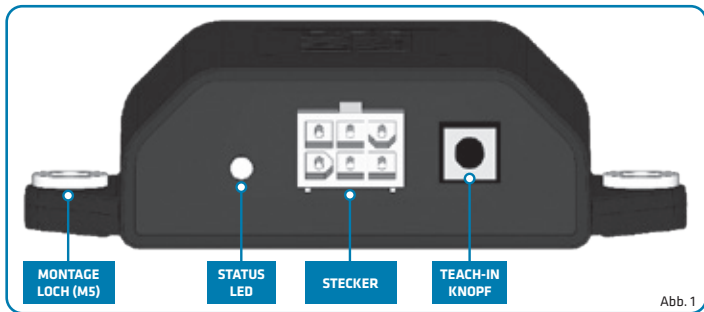 MONTAGE
LOCH (M5)
STATUS
LED
STECKER
TEACH-IN
KNOPF
Abb. 1